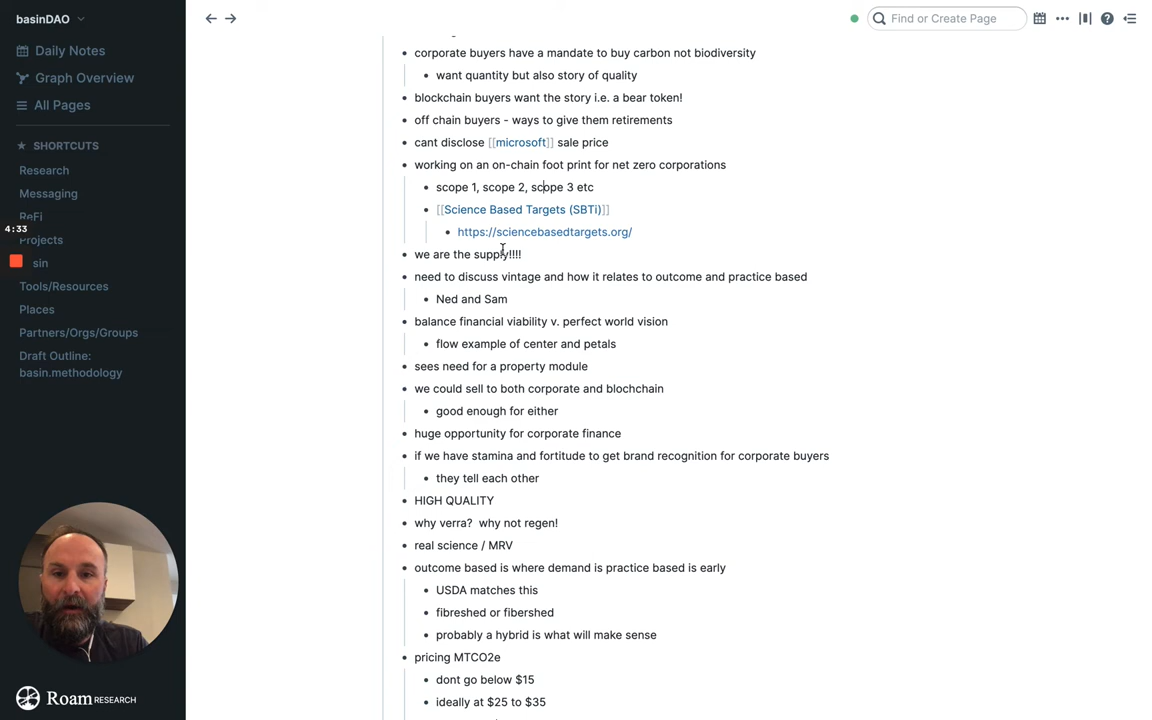 basinDAO
Find or Create Page
Daily Notes
Graph Overview
All Pages
SHORTCUTS
Research
Messaging
ReFi
4:33
Projects
sin
Tools/Resources
Places
Partners/Orgs/Groups
Draft Outline:
basin.methodology
Roam RESEARCH
corporate buyers have a mandate to buy carbon not biodiversity
want quantity but also story of quality
blockchain buyers want the story i.e. a bear token!
off chain buyers - ways to give them retirements
cant disclose [[microsoft]] sale price
working on an on-chain foot print for net zero corporations
scope 1, scope 2, scope 3 etc
[[Science Based Targets (SBTi)]]
https://sciencebasedtargets.org/
we are the supply!!!!
need to discuss vintage and how it relates to outcome and practice based
Ned and Sam
balance financial viability v. perfect world vision
flow example of center and petals
sees need for a property module
we could sell to both corporate and blochchain
good enough for either
huge opportunity for corporate finance
if we have stamina and fortitude to get brand recognition for corporate buyers
they tell each other
HIGH QUALITY
why verra? why not regen!
real science / MRV
outcome based is where demand is practice based is early
USDA matches this
fibreshed or fibershed
probably a hybrid is what will make sense
pricing MTCO2e
dont go below $15
ideally at $25 to $35